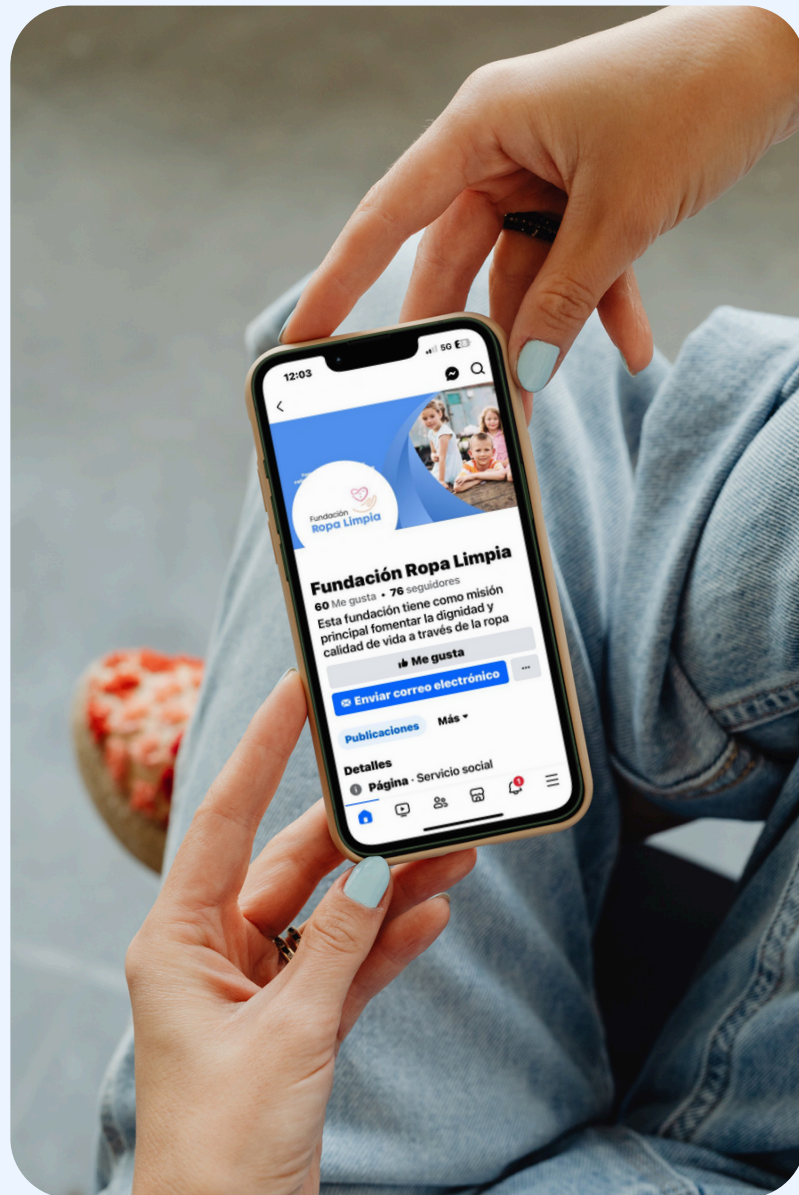 12:03
5G
Fundación
Ropa Limpia
Fundación Ropa Limpia
60 Me gusta • 76 seguidores
Esta fundación tiene como misión
principal fomentar la dignidad y
calidad de vida a través de la ropa
Me gusta
Enviar correo electrónico
...
Publicaciones
Más
Detalles
Página · Servicio social
1